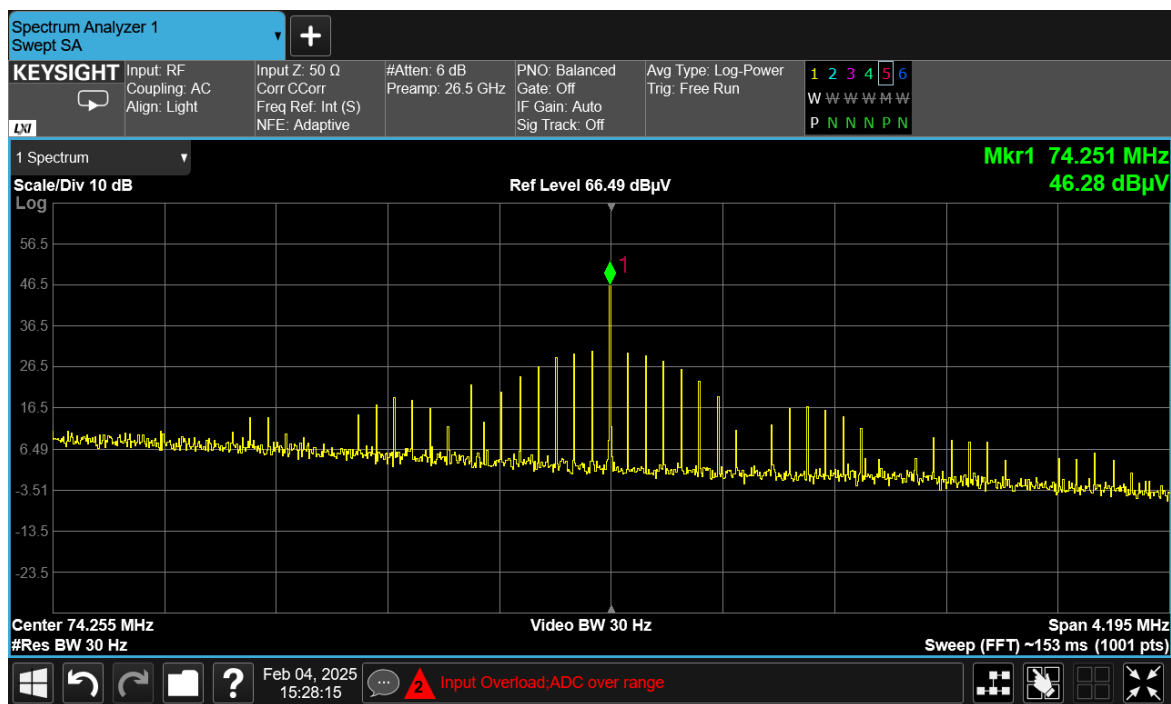 Spectrum Analyzer 1
Swept SA
+
KEYSIGHT
LXI
Input: RF
Coupling: AC
Align: Light
Input Z: 50 Ω
Corr CCorr
Freq Ref: Int (S)
NFE: Adaptive
#Atten: 6 dB
Preamp: 26.5 GHz
PNO: Balanced
Gate: Off
IF Gain: Auto
Sig Track: Off
Avg Type: Log-Power
Trig: Free Run
1 2 3 4 5 6
W W W W M W
P N N N P N
1 Spectrum
Mkr1 74.251 MHz
46.28 dBµV
Scale/Div 10 dB
Ref Level 66.49 dBµV
Log
1
56.5
46.5
36.5
26.5
16.5
6.49
-3.51
-13.5
-23.5
Center 74.255 MHz
Video BW 30 Hz
Span 4.195 MHz
#Res BW 30 Hz
Sweep (FFT) ~153 ms (1001 pts)
?
Feb 04, 2025
15:28:15
2
Input Overload;ADC over range